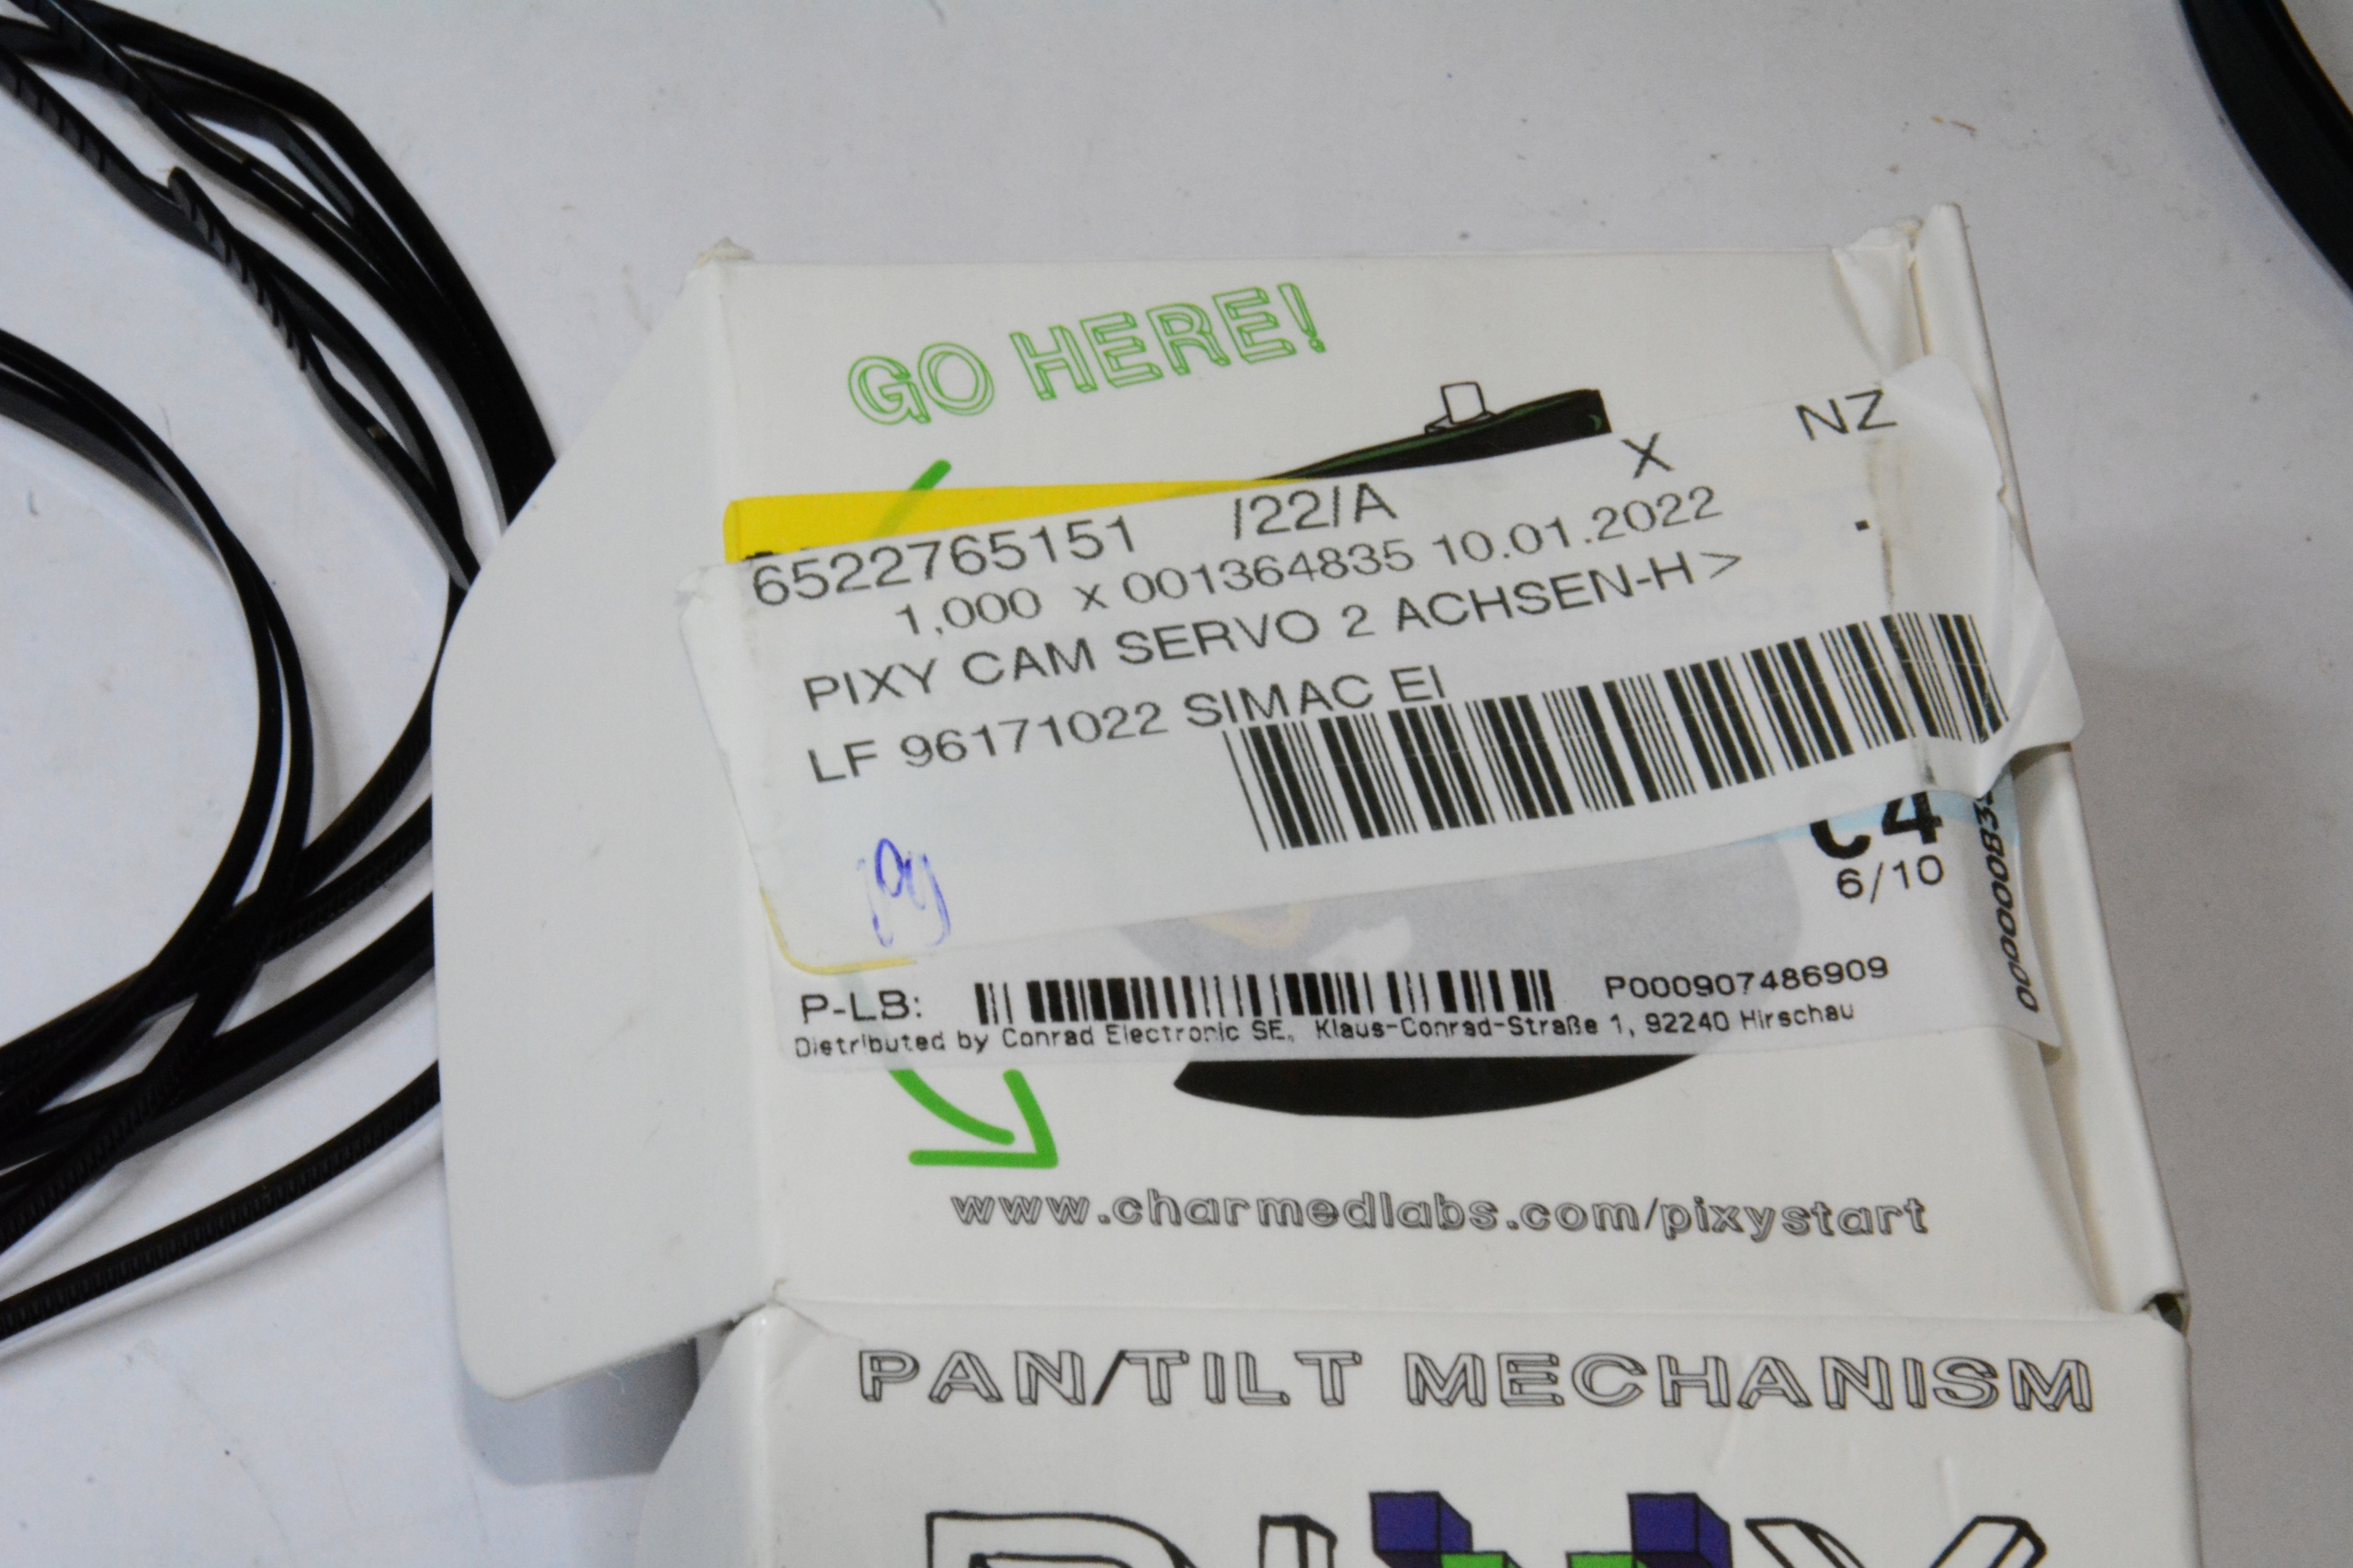 GO HERE!
X NZ
6522765151 /22/A
1,000 x 001364835 10.01.2022
PIXY CAM SERVO 2 ACHSEN-H>
LF 96171022 SIMAC EI
6/10
P-LB: P000907486909
Distributed by Conrad Electronic SE, Klaus-Conrad-Straße 1, 92240 Hirschau
www.charmedlabs.com/pixystart
PAN/TILT MECHANISM